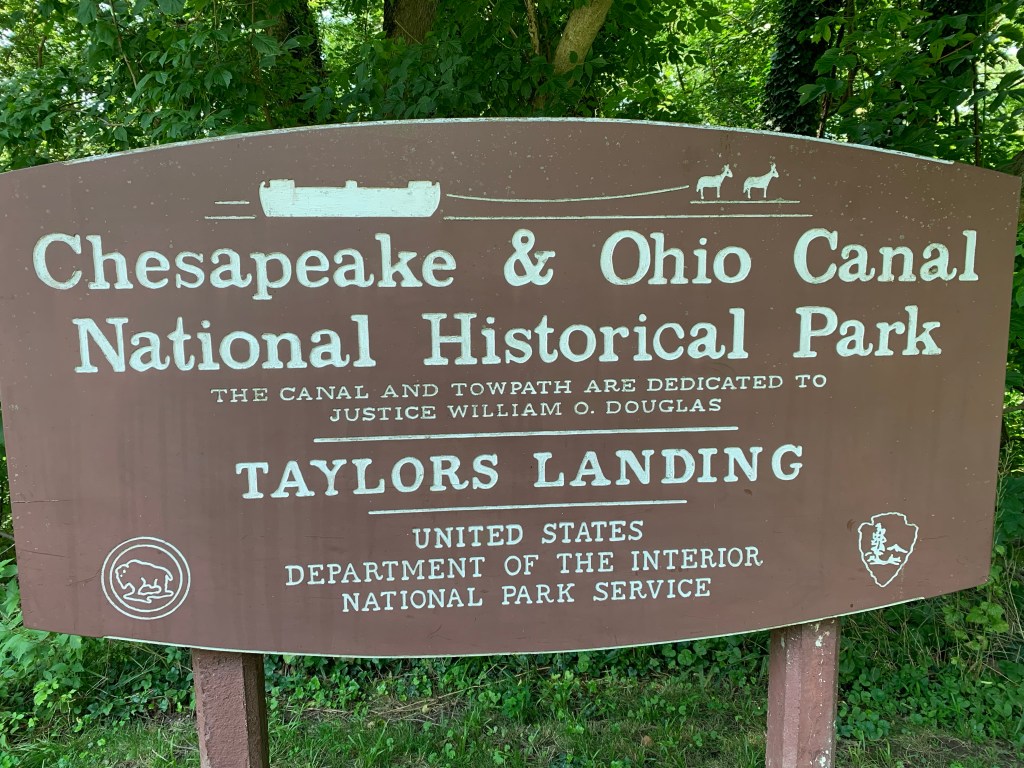 Chesapeake & Ohio Canal
National Historical Park
THE CANAL AND TOWPATH ARE DEDICATED TO
JUSTICE WILLIAM O. DOUGLAS
TAYLORS LANDING
UNITED STATES
DEPARTMENT OF THE INTERIOR
NATIONAL PARK SERVICE